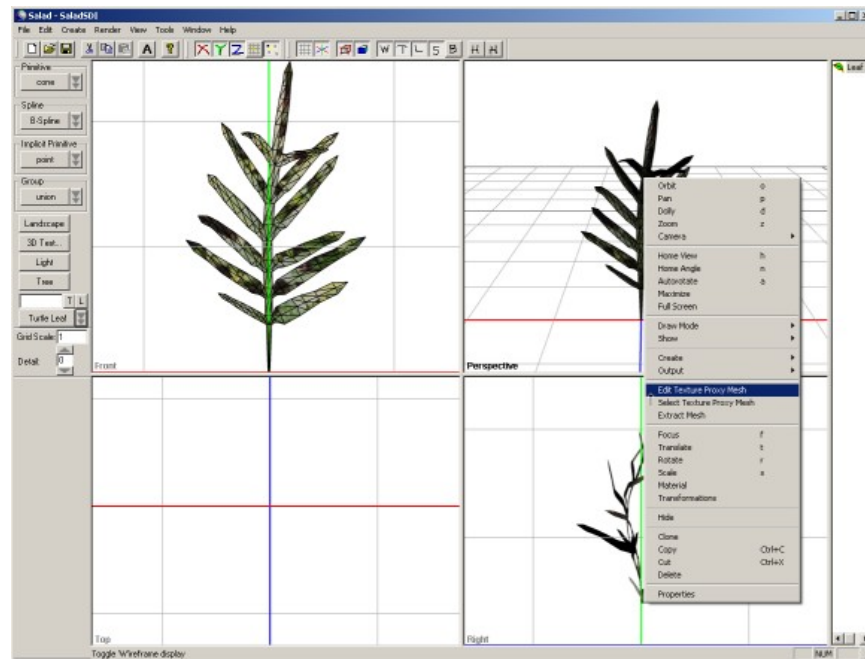 Salad - SaladSDI
File Edit Create Render View Tools Window Help
A ? X Y Z W T L S B H H
Primitive
cone
Spline
B-Spline
Implicit Primitive
point
Group
union
Landscape
3D Text...
Light
Tree
T L
Turtle Leaf
Grid Scale: 1
Detail: 0
Front
Perspective
Top
Right
Leaf
Orbit o
Pan p
Dolly d
Zoom z
Camera
Home View h
Home Angle n
Autorotate a
Maximize
Full Screen
Draw Mode
Show
Create
Output
Edit Texture Proxy Mesh
Select Texture Proxy Mesh
Extract Mesh
Focus f
Translate t
Rotate r
Scale s
Material
Transformations
Hide
Clone
Copy Ctrl+C
Cut Ctrl+X
Delete
Properties
Toggle Wireframe display
NUM